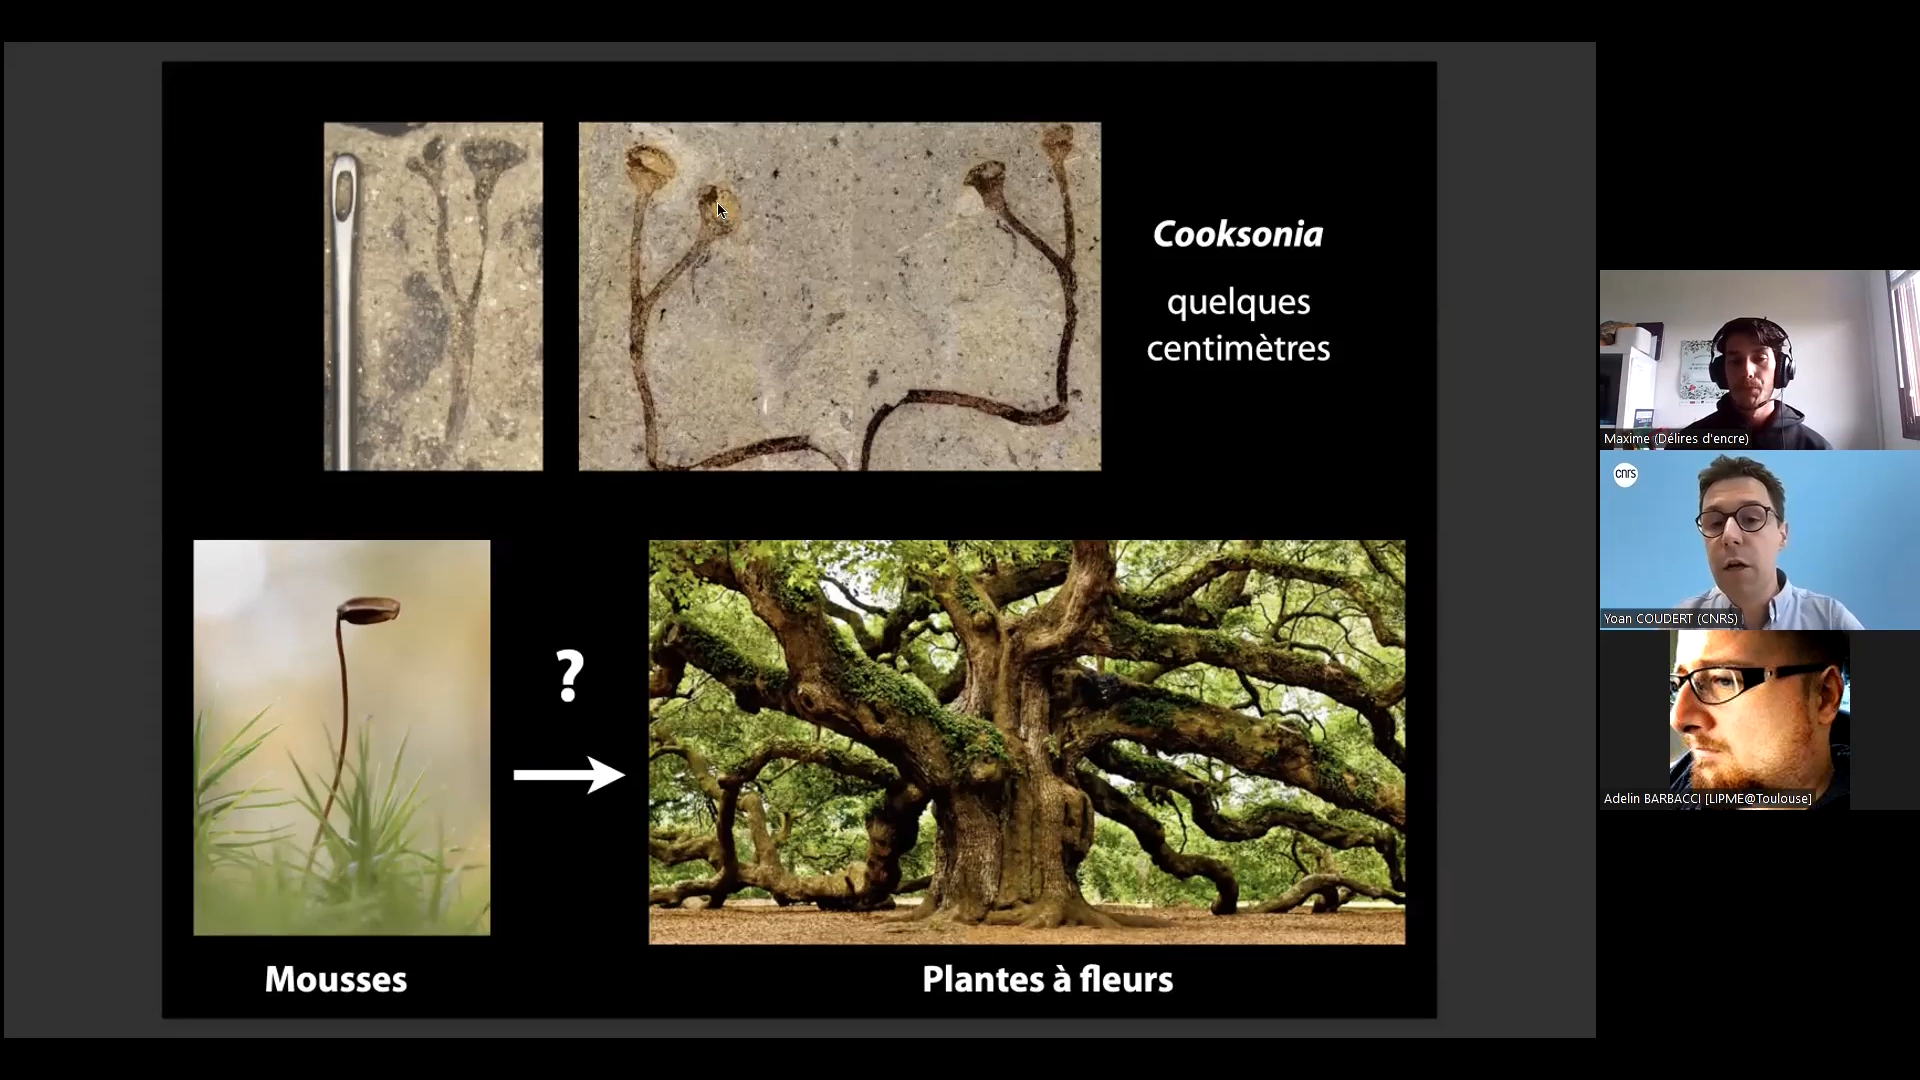 Cooksonia
quelques
centimètres
?
Mousses
Plantes à fleurs
Maxime (Délires d'encre)
cnrs
Yoan COUDERT (CNRS)
Adelin BARBACCI [LIPME@Toulouse]